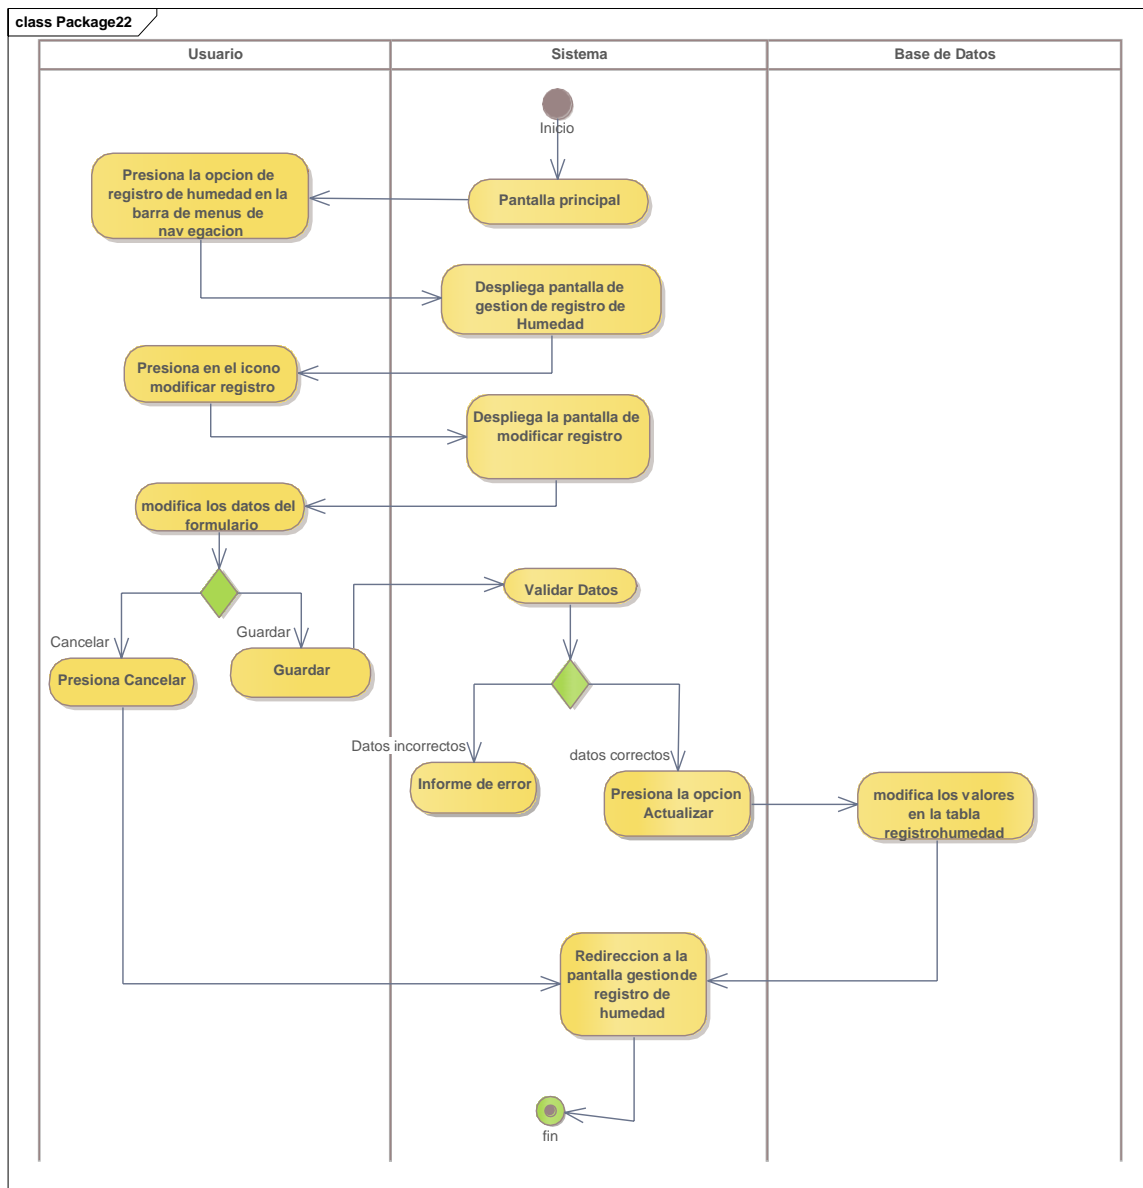 class Package22
Usuario
Sistema
Base de Datos
Inicio
Presiona la opcion de
registro de humedad en la
barra de menus de
nav egacion
Pantalla principal
Despliega pantalla de
gestion de registro de
Humedad
Presiona en el icono
modificar registro
Despliega la pantalla de
modificar registro
modifica los datos del
formulario
Validar Datos
Cancelar
Guardar
Presiona Cancelar
Guardar
Datos incorrectos
datos correctos
Informe de error
Presiona la opcion
Actualizar
modifica los valores
en la tabla
registrohumedad
Redireccion a la
pantalla gestion de
registro de
humedad
fin